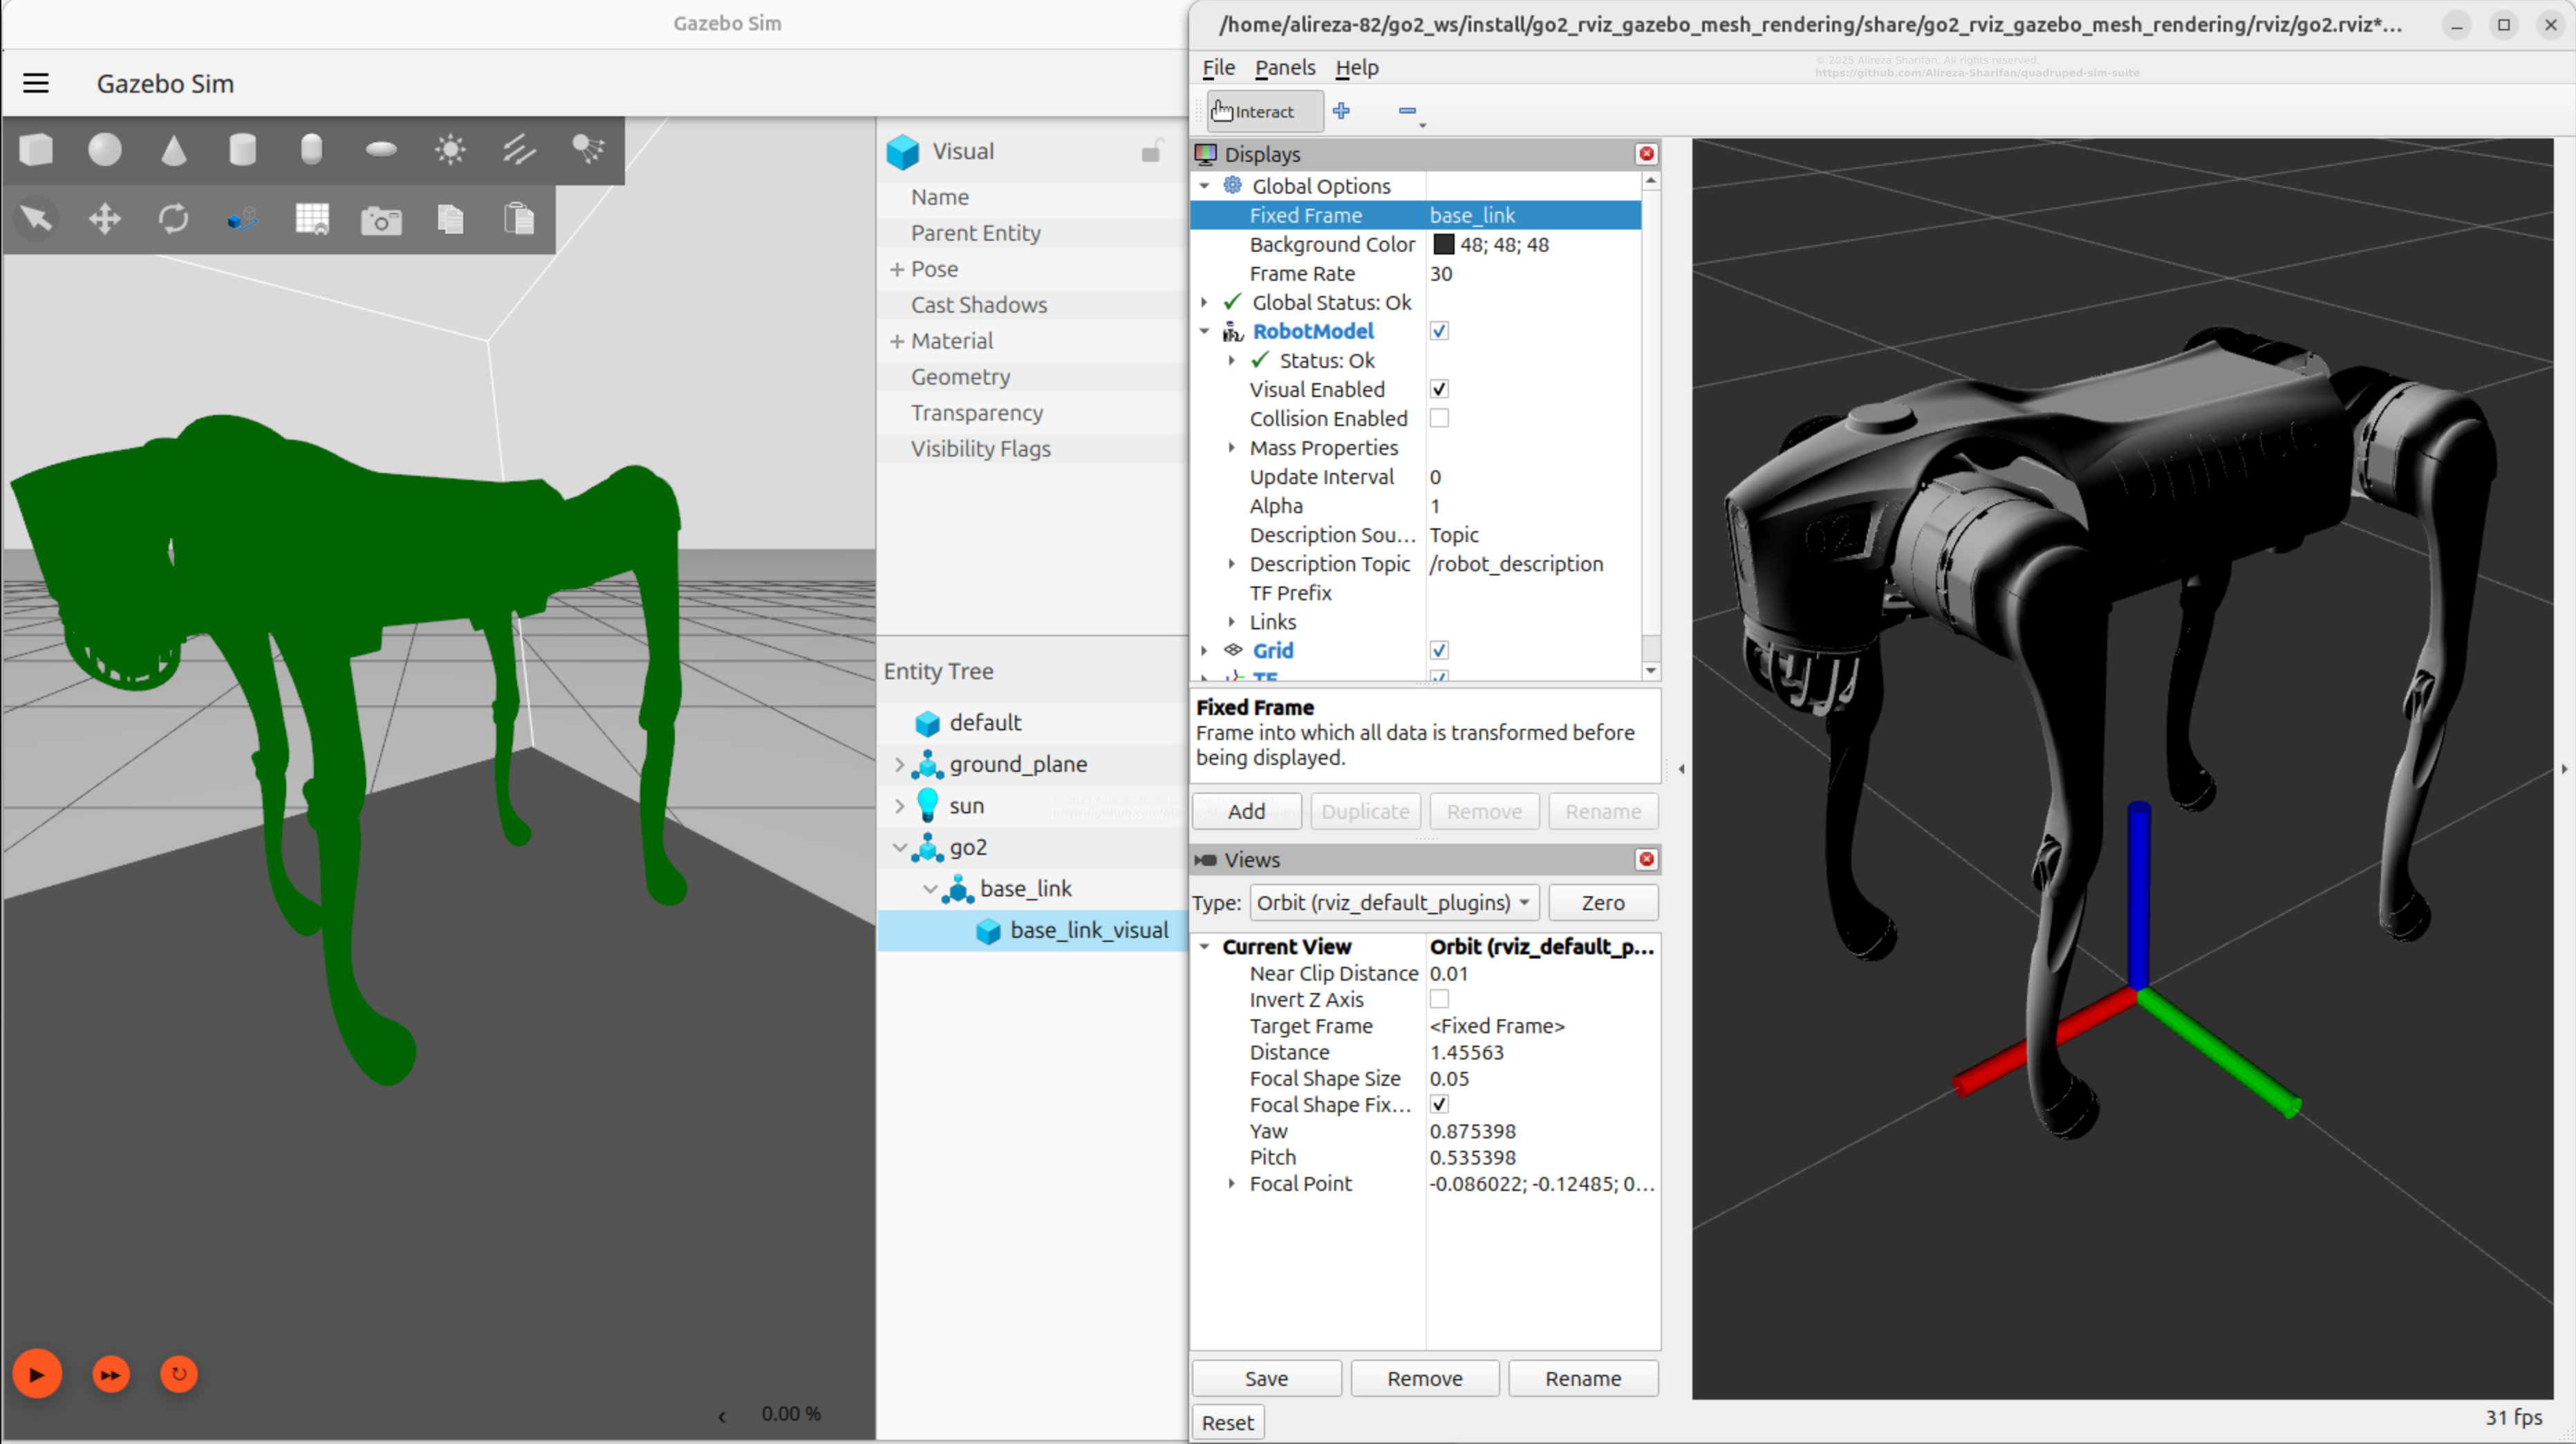 Gazebo Sim
Gazebo Sim
Visual
Name
Parent Entity
Pose
Cast Shadows
Material
Geometry
Transparency
Visibility Flags
Entity Tree
default
ground_plane
sun
go2
base_link
base_link_visual
0.00 %
/home/alireza-82/go2_ws/install/go2_rviz_gazebo_mesh_rendering/share/go2_rviz_gazebo_mesh_rendering/rviz/go2.rviz*...
File Panels Help
© 2025 Alireza Sharifan. All rights reserved.
https://github.com/Alireza-Sharifan/quadruped-sim-suite
Interact
Displays
Global Options
Fixed Frame base_link
Background Color 48; 48; 48
Frame Rate 30
Global Status: Ok
RobotModel
Status: Ok
Visual Enabled
Collision Enabled
Mass Properties
Update Interval 0
Alpha 1
Description Sou... Topic
Description Topic /robot_description
TF Prefix
Links
Grid
TF
Fixed Frame
Frame into which all data is transformed before
being displayed.
Add Duplicate Remove Rename
Views
Type: Orbit (rviz_default_plugins) Zero
Current View Orbit (rviz_default_p...
Near Clip Distance 0.01
Invert Z Axis
Target Frame <Fixed Frame>
Distance 1.45563
Focal Shape Size 0.05
Focal Shape Fix...
Yaw 0.875398
Pitch 0.535398
Focal Point -0.086022; -0.12485; 0...
Save Remove Rename
Reset
31 fps